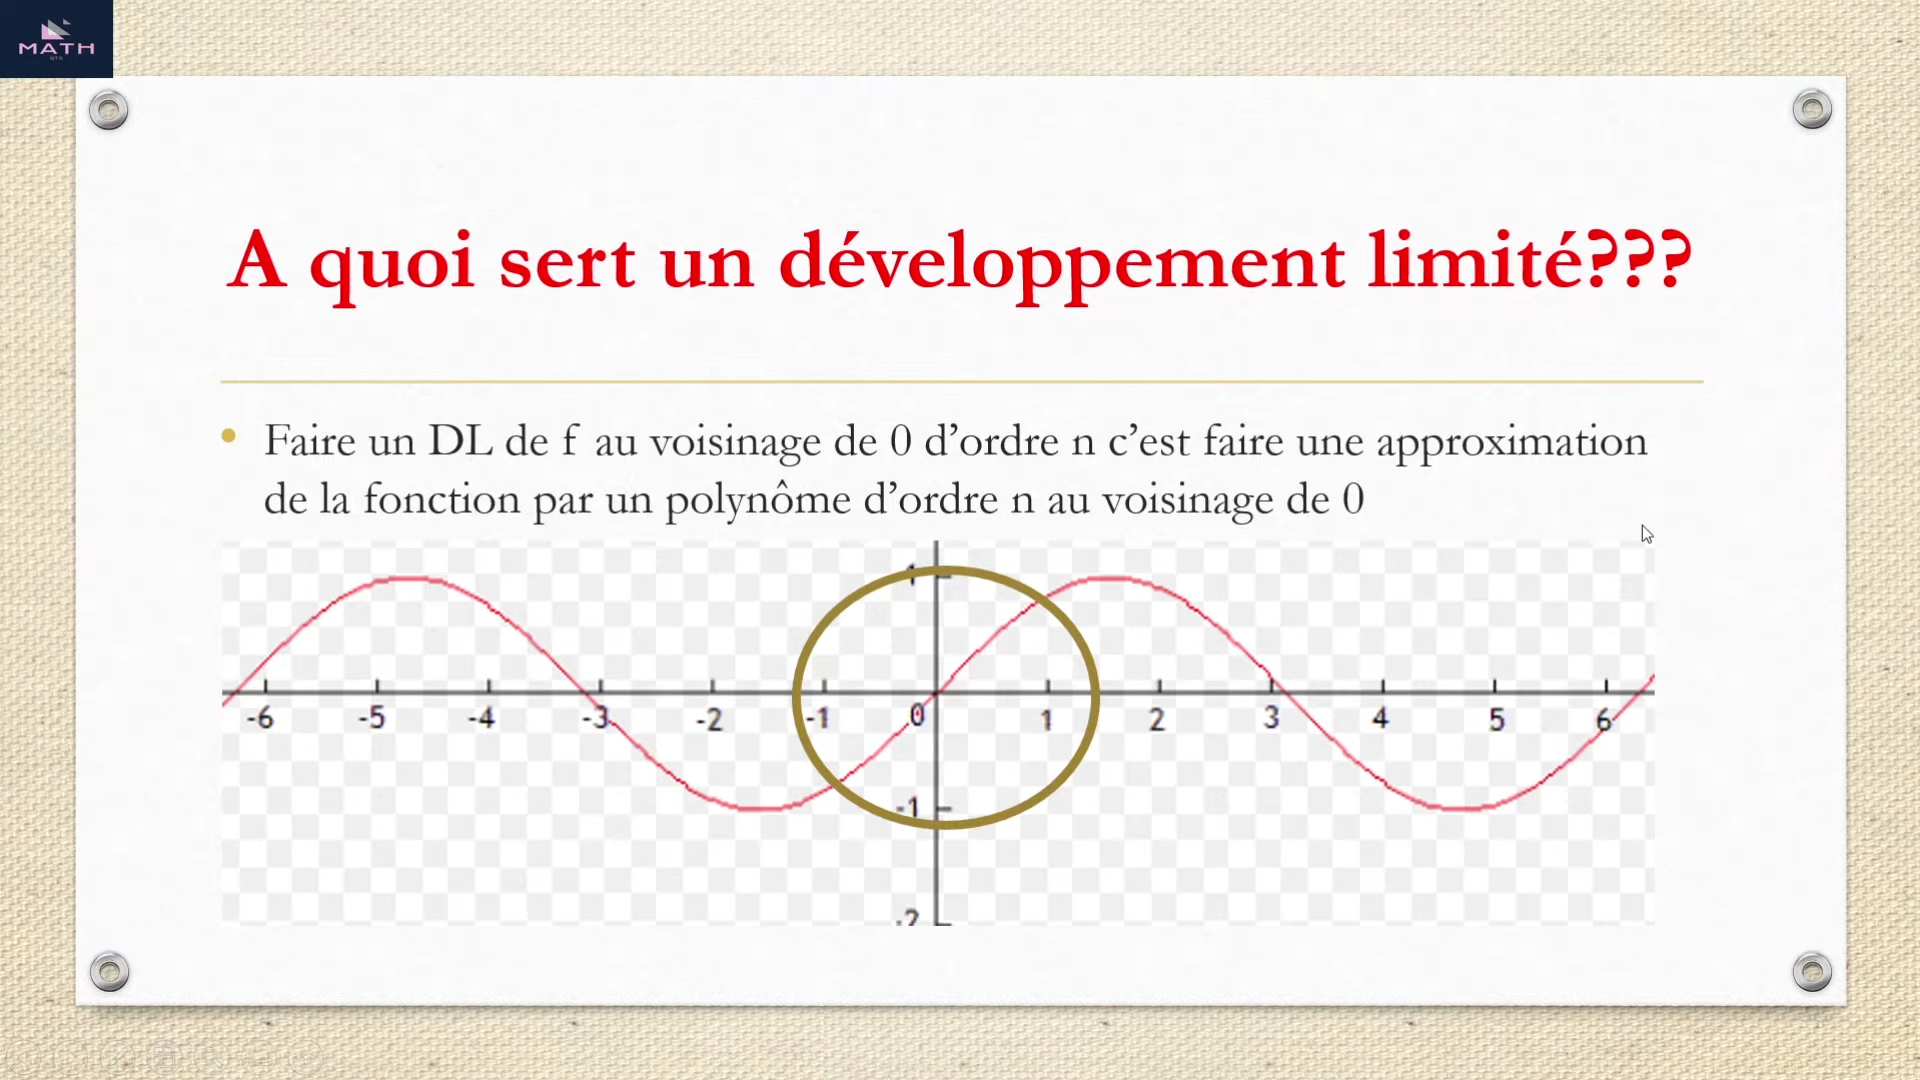 MATH
BTS
A quoi sert un développement limité???
Faire un DL de f au voisinage de 0 d’ordre n c’est faire une approximation
de la fonction par un polynôme d’ordre n au voisinage de 0
1
-6 -5 -4 -3 -2 -1 0 1 2 3 4 5 6
-1
-2